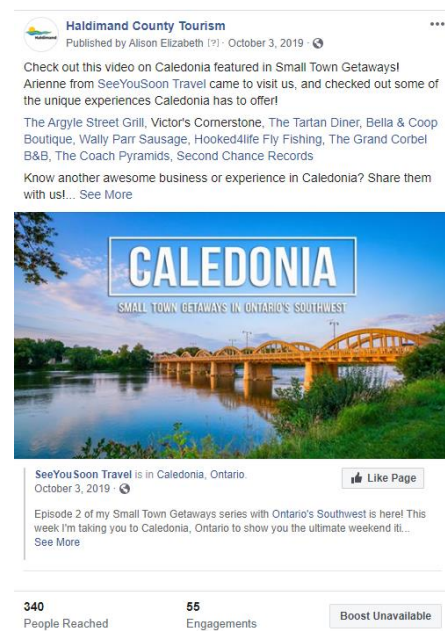 Haldimand County Tourism
Published by Alison Elizabeth [?] · October 3, 2019 ·
Check out this video on Caledonia featured in Small Town Getaways!
Arienne from SeeYouSoon Travel came to visit us, and checked out some of
the unique experiences Caledonia has to offer!
The Argyle Street Grill, Victor's Cornerstone, The Tartan Diner, Bella & Coop
Boutique, Wally Parr Sausage, Hooked4life Fly Fishing, The Grand Corbel
B&B, The Coach Pyramids, Second Chance Records
Know another awesome business or experience in Caledonia? Share them
with us!... See More
CALEDONIA
SMALL TOWN GETAWAYS IN ONTARIO'S SOUTHWEST
SeeYouSoon Travel is in Caledonia, Ontario.
October 3, 2019 ·
Like Page
Episode 2 of my Small Town Getaways series with Ontario's Southwest is here! This
week I'm taking you to Caledonia, Ontario to show you the ultimate weekend iti...
See More
340
People Reached
55
Engagements
Boost Unavailable